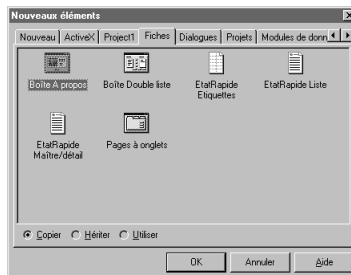 Nouveaux éléments
Nouveau ActiveX Project1 Fiches Dialogues Projets Modules de donn
Boîte A propos Boîte Double liste EtatRapide Etiquettes EtatRapide Liste
EtatRapide Maître/détail Pages à onglets
Copier Hériter Utiliser
OK Annuler Aide